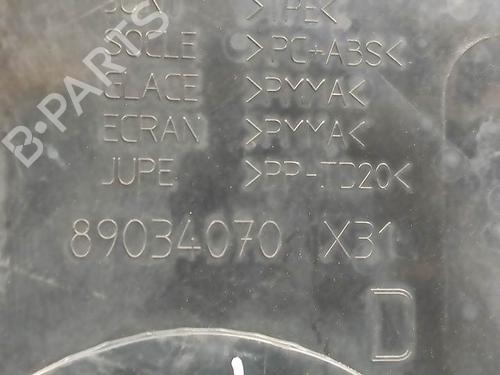 SOCLE >PC+ABS<
GLACE >PMMA<
ECRAN >PMMA<
JUPE >PP-TD20<
89034070 X31
D
B-PARTS